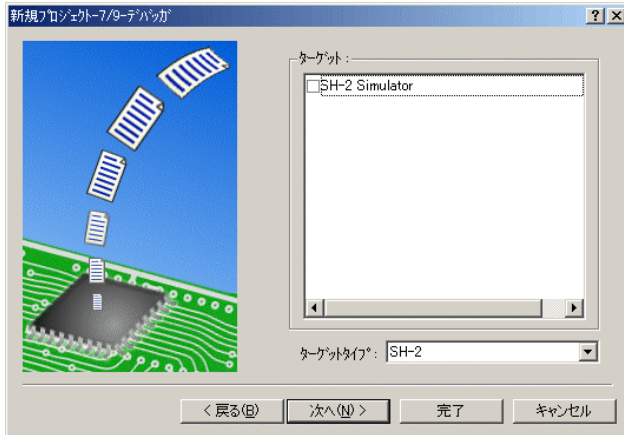 新規ﾌﾟﾛｼﾞｪｸﾄ-7/9-ﾃﾞﾊﾞｯｶﾞ
ﾀｰｹﾞｯﾄ :
SH-2 Simulator
ﾀｰｹﾞｯﾄﾀｲﾌﾟ : SH-2
< 戻る(B) 次へ(N) > 完了 キャンセル